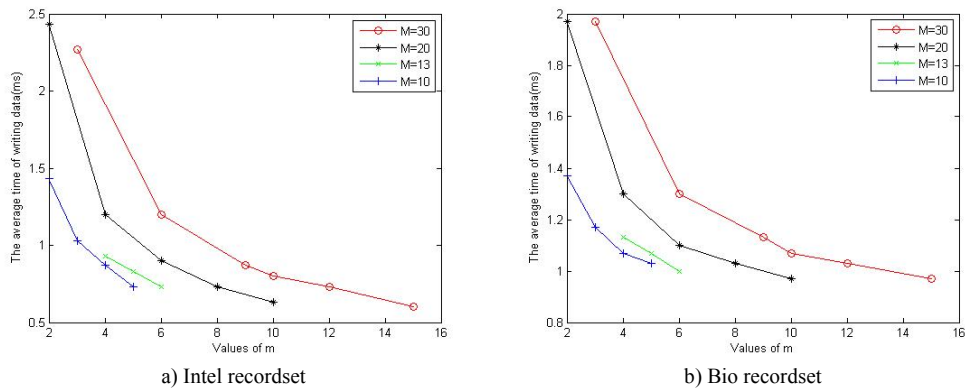 The average time of writing data(ms)
2.5
2
1.5
1
0.5
2 4 6 8 10 12 14 16
Values of m
M=30
M=20
M=13
M=10
a) Intel recordset
The average time of writing data(ms)
2
1.8
1.6
1.4
1.2
1
0.8
2 4 6 8 10 12 14 16
Values of m
M=30
M=20
M=13
M=10
b) Bio recordset